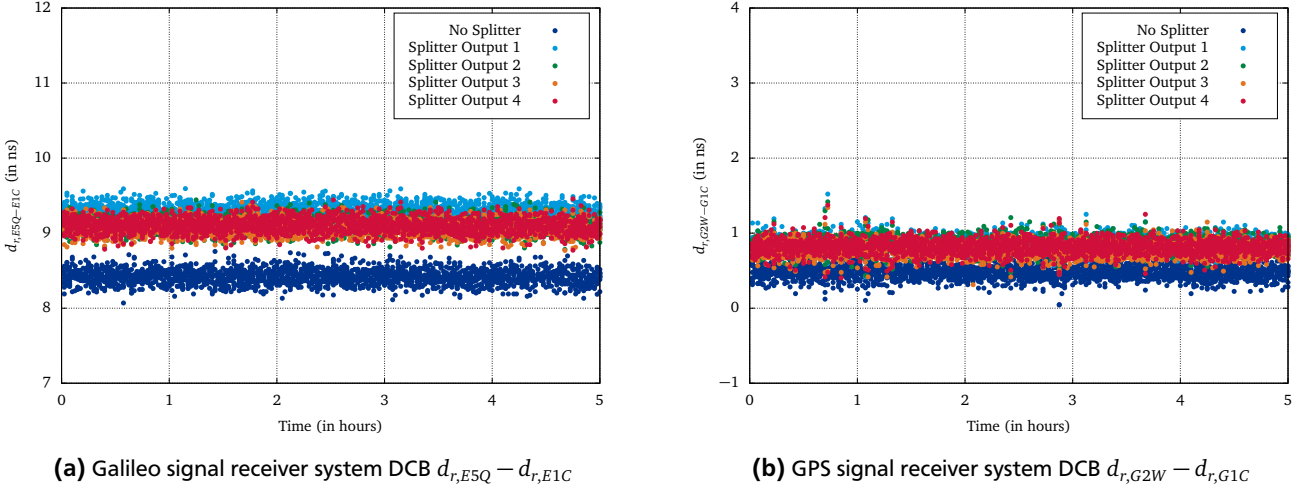 12
11
10
9
8
7
0 1 2 3 4 5
d_{r,E5Q−E1C} (in ns)
Time (in hours)
No Splitter
Splitter Output 1
Splitter Output 2
Splitter Output 3
Splitter Output 4
(a) Galileo signal receiver system DCB d_{r,E5Q} − d_{r,E1C}
4
3
2
1
0
−1
0 1 2 3 4 5
d_{r,G2W−G1C} (in ns)
Time (in hours)
No Splitter
Splitter Output 1
Splitter Output 2
Splitter Output 3
Splitter Output 4
(b) GPS signal receiver system DCB d_{r,G2W} − d_{r,G1C}